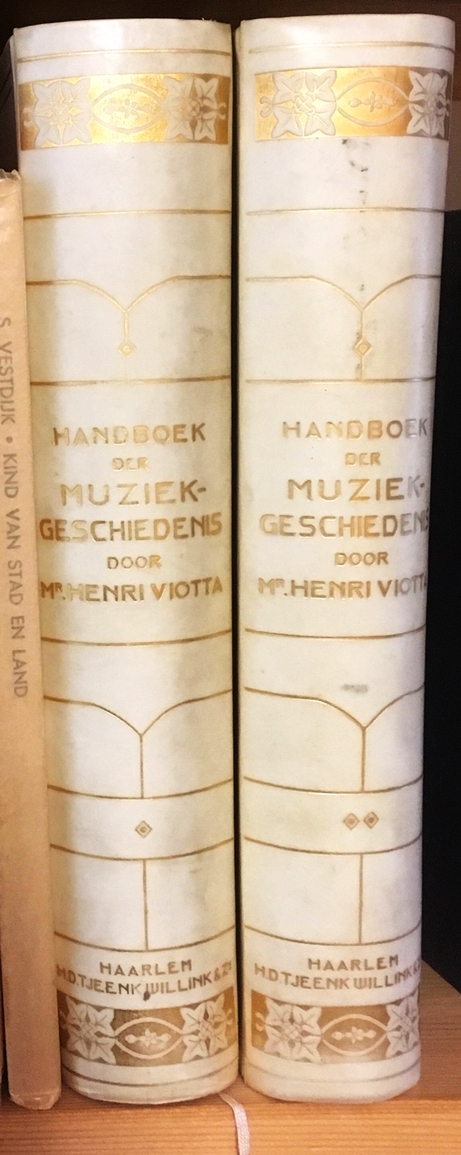 S. VESTDIJK • KIND VAN STAD EN LAND
HANDBOEK
DER
MUZIEK-
GESCHIEDENIS
DOOR
MR. HENRI VIOTTA
HAARLEM
H.D. TJEENK WILLINK & ZN
HANDBOEK
DER
MUZIEK-
GESCHIEDENIS
DOOR
MR. HENRI VIOTTA
HAARLEM
H.D. TJEENK WILLINK &